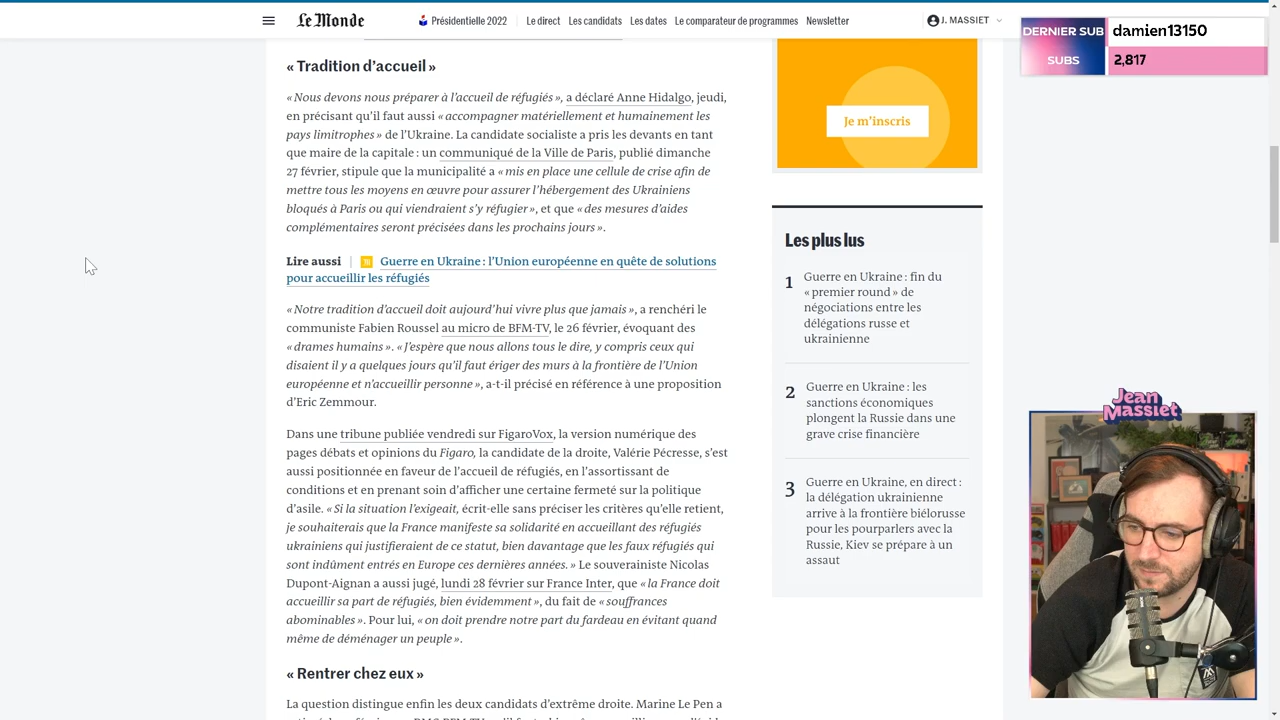 Le Monde
Présidentielle 2022
Le direct
Les candidats
Les dates
Le comparateur de programmes
Newsletter
J. MASSIET
DERNIER SUB
damien13150
SUBS
2,817
« Tradition d’accueil »
« Nous devons nous préparer à l’accueil de réfugiés », a déclaré Anne Hidalgo, jeudi,
en précisant qu’il faut aussi « accompagner matériellement et humainement les
pays limitrophes » de l’Ukraine. La candidate socialiste a pris les devants en tant
que maire de la capitale : un communiqué de la Ville de Paris, publié dimanche
27 février, stipule que la municipalité a « mis en place une cellule de crise afin de
mettre tous les moyens en œuvre pour assurer l’hébergement des Ukrainiens
bloqués à Paris ou qui viendraient s’y réfugier », et que « des mesures d’aides
complémentaires seront précisées dans les prochains jours ».
Lire aussi | Guerre en Ukraine : l’Union européenne en quête de solutions
pour accueillir les réfugiés
« Notre tradition d’accueil doit aujourd’hui vivre plus que jamais », a renchéri le
communiste Fabien Roussel au micro de BFM-TV, le 26 février, évoquant des
« drames humains ». « J’espère que nous allons tous le dire, y compris ceux qui
disaient il y a quelques jours qu’il faut ériger des murs à la frontière de l’Union
européenne et n’accueillir personne », a-t-il précisé en référence à une proposition
d’Eric Zemmour.
Dans une tribune publiée vendredi sur FigaroVox, la version numérique des
pages débats et opinions du Figaro, la candidate de la droite, Valérie Pécresse, s’est
aussi positionnée en faveur de l’accueil de réfugiés, en l’assortissant de
conditions et en prenant soin d’afficher une certaine fermeté sur la politique
d’asile. « Si la situation l’exigeait, écrit-elle sans préciser les critères qu’elle retient,
je souhaiterais que la France manifeste sa solidarité en accueillant des réfugiés
ukrainiens qui justifieraient de ce statut, bien davantage que les faux réfugiés qui
sont indûment entrés en Europe ces dernières années. » Le souverainiste Nicolas
Dupont-Aignan a aussi jugé, lundi 28 février sur France Inter, que « la France doit
accueillir sa part de réfugiés, bien évidemment », du fait de « souffrances
abominables ». Pour lui, « on doit prendre notre part du fardeau en évitant quand
même de déménager un peuple ».
« Rentrer chez eux »
La question distingue enfin les deux candidats d’extrême droite. Marine Le Pen a
Je m’inscris
Les plus lus
1 Guerre en Ukraine : fin du
« premier round » de
négociations entre les
délégations russe et
ukrainienne
2 Guerre en Ukraine : les
sanctions économiques
plongent la Russie dans une
grave crise financière
3 Guerre en Ukraine, en direct :
la délégation ukrainienne
arrive à la frontière biélorusse
pour les pourparlers avec la
Russie, Kiev se prépare à un
assaut
Jean
Massiet